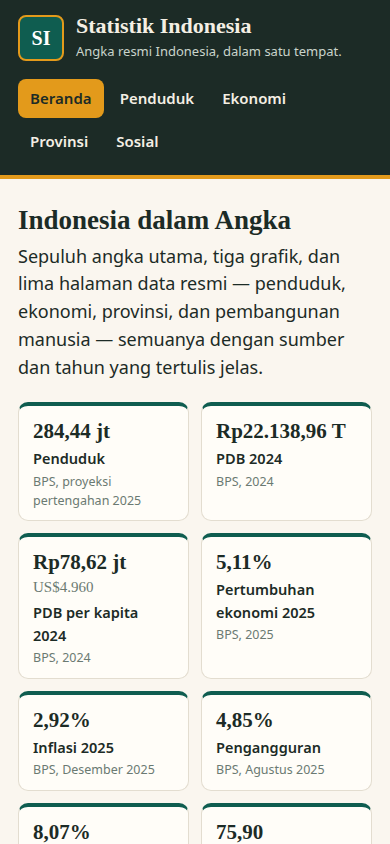 SI
Statistik Indonesia
Angka resmi Indonesia, dalam satu tempat.
Beranda
Penduduk
Ekonomi
Provinsi
Sosial
Indonesia dalam Angka
Sepuluh angka utama, tiga grafik, dan
lima halaman data resmi — penduduk,
ekonomi, provinsi, dan pembangunan
manusia — semuanya dengan sumber
dan tahun yang tertulis jelas.
284,44 jt
Penduduk
BPS, proyeksi
pertengahan 2025
Rp22.138,96 T
PDB 2024
BPS, 2024
Rp78,62 jt
US$4.960
PDB per kapita
2024
BPS, 2024
5,11%
Pertumbuhan
ekonomi 2025
BPS, 2025
2,92%
Inflasi 2025
BPS, Desember 2025
4,85%
Pengangguran
BPS, Agustus 2025
8,07%
75,90